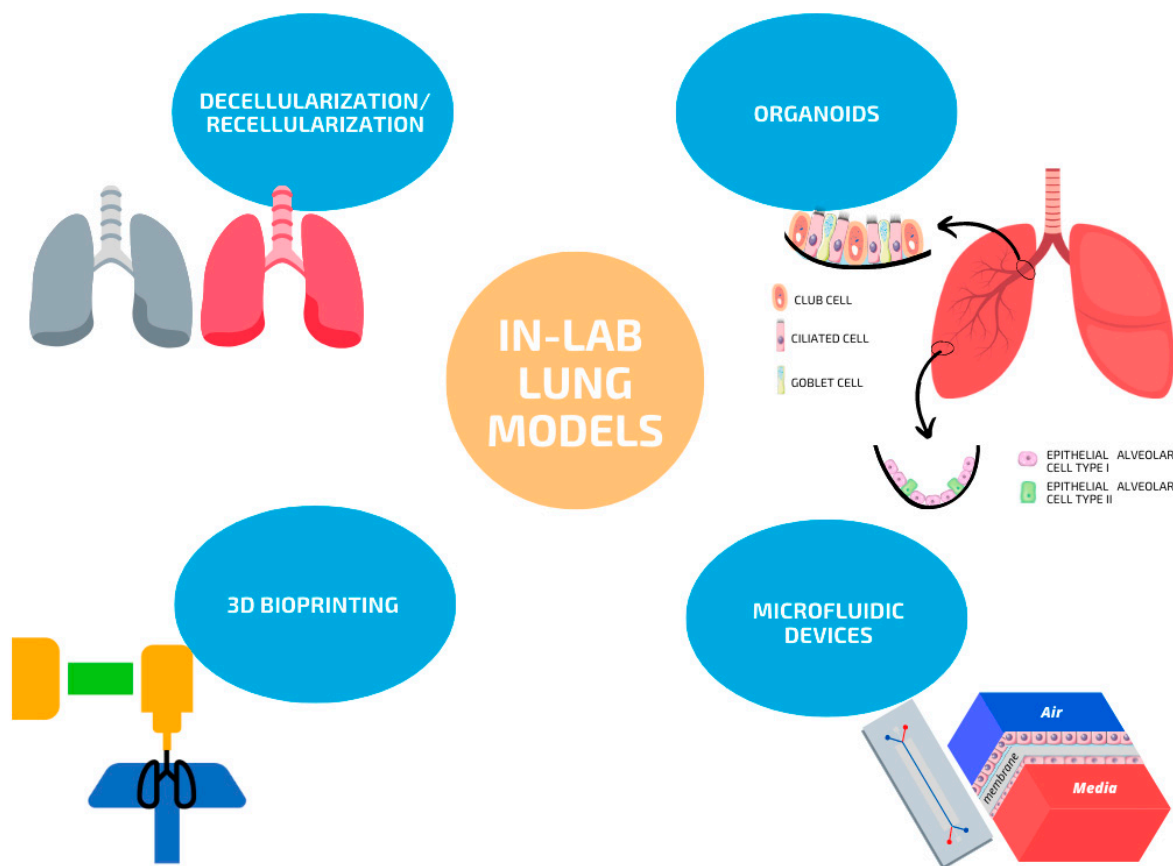 DECELLULARIZATION/
RECELLULARIZATION
ORGANOIDS
CLUB CELL
CILIATED CELL
GOBLET CELL
IN-LAB
LUNG
MODELS
EPITHELIAL ALVEOLAR
CELL TYPE I
EPITHELIAL ALVEOLAR
CELL TYPE II
3D BIOPRINTING
MICROFLUIDIC
DEVICES
Air
membrane
Media